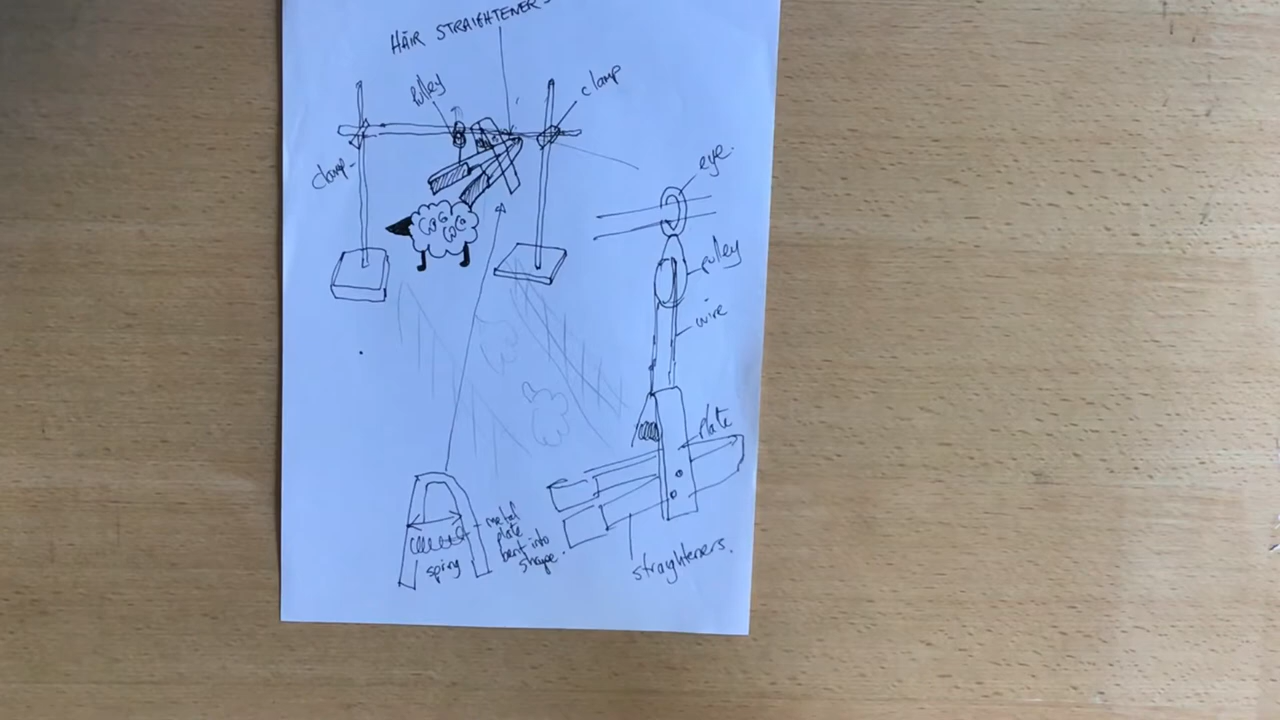 HAIR STRAIGHTENER
pulley
clamp
clamp
eye.
pulley
wire
plate
metal
plate
bent into
shape.
spring
straighteners.